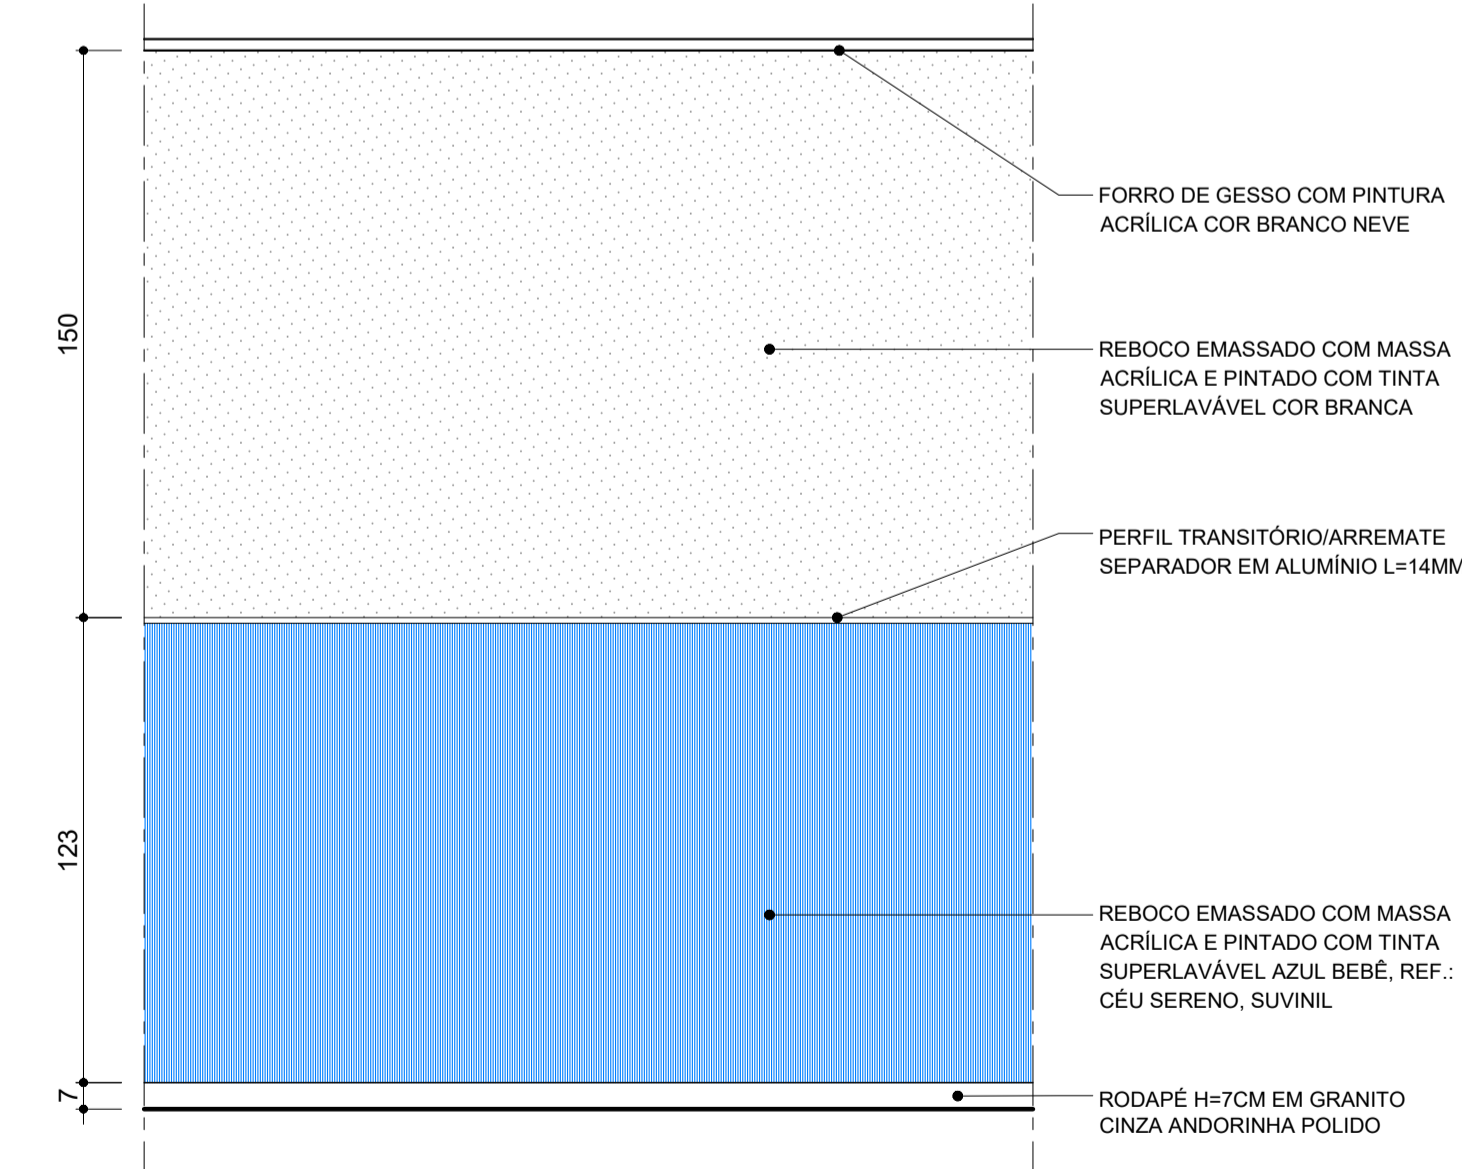 FORRO DE GESSO COM PINTURA
ACRÍLICA COR BRANCO NEVE
150
REBOCO EMASSADO COM MASSA
ACRÍLICA E PINTADO COM TINTA
SUPERLAVÁVEL COR BRANCA
PERFIL TRANSITÓRIO/ARREMATE
SEPARADOR EM ALUMÍNIO L=14MM
123
REBOCO EMASSADO COM MASSA
ACRÍLICA E PINTADO COM TINTA
SUPERLAVÁVEL AZUL BEBÊ, REF.:
CÉU SERENO, SUVINIL
7
RODAPÉ H=7CM EM GRANITO
CINZA ANDORINHA POLIDO